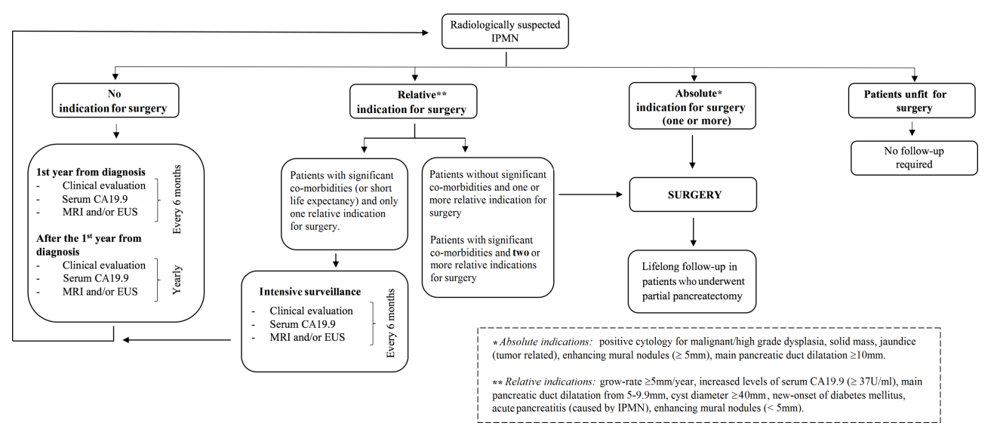 Radiologically suspected
IPMN
No
indication for surgery
Relative**
indication for surgery
Absolute*
indication for surgery
(one or more)
Patients unfit for
surgery
1st year from diagnosis
- Clinical evaluation
- Serum CA19.9
- MRI and/or EUS
Every 6 months
After the 1st year from
diagnosis
- Clinical evaluation
- Serum CA19.9
- MRI and/or EUS
Yearly
Patients with significant
co-morbidities (or short
life expectancy) and only
one relative indication
for surgery.
Patients without significant
co-morbidities and one or
more relative indication for
surgery
Patients with significant
co-morbidities and two or
more relative indications
for surgery
SURGERY
No follow-up
required
Intensive surveillance
- Clinical evaluation
- Serum CA19.9
- MRI and/or EUS
Every 6 months
Lifelong follow-up in
patients who underwent
partial pancreatectomy
* Absolute indications: positive cytology for malignant/high grade dysplasia, solid mass, jaundice
(tumor related), enhancing mural nodules (≥ 5mm), main pancreatic duct dilatation ≥10mm.
** Relative indications: grow-rate ≥5mm/year, increased levels of serum CA19.9 (≥ 37U/ml), main
pancreatic duct dilatation from 5-9.9mm, cyst diameter ≥40mm, new-onset of diabetes mellitus,
acute pancreatitis (caused by IPMN), enhancing mural nodules (< 5mm).